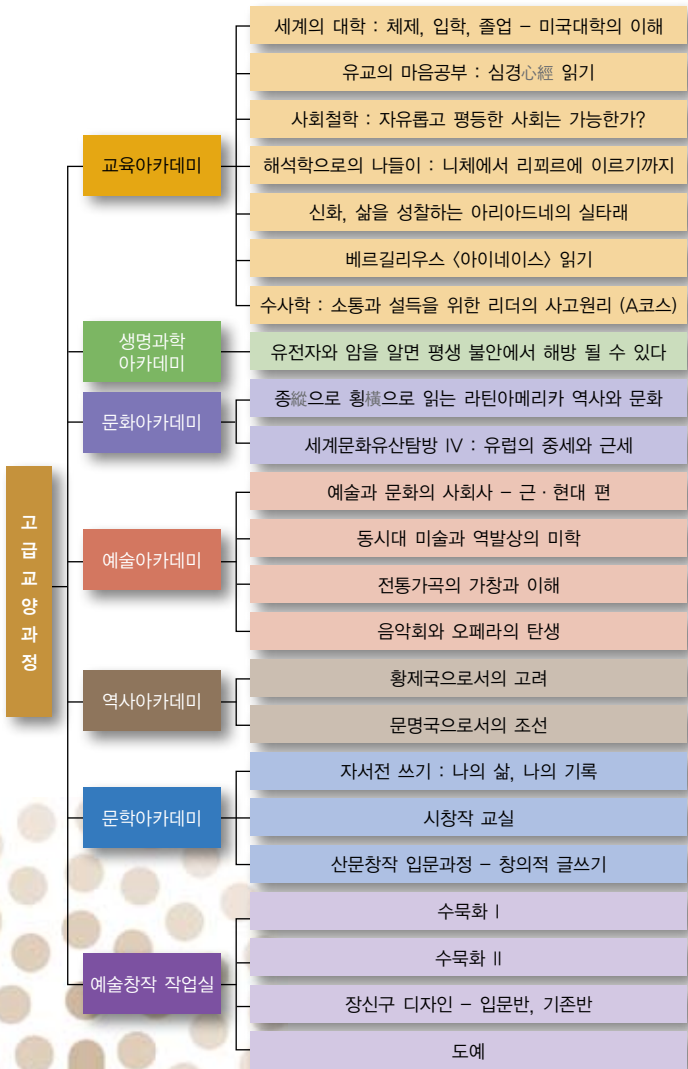 고급교양과정
교육아카데미
세계의 대학 : 체제, 입학, 졸업 – 미국대학의 이해
유교의 마음공부 : 심경心經 읽기
사회철학 : 자유롭고 평등한 사회는 가능한가?
해석학으로의 나들이 : 니체에서 리꾀르에 이르기까지
신화, 삶을 성찰하는 아리아드네의 실타래
베르길리우스 〈아이네이스〉 읽기
수사학 : 소통과 설득을 위한 리더의 사고원리 (A코스)
생명과학
아카데미
유전자와 암을 알면 평생 불안에서 해방 될 수 있다
문화아카데미
종縱으로 횡橫으로 읽는 라틴아메리카 역사와 문화
세계문화유산탐방 Ⅳ : 유럽의 중세와 근세
예술아카데미
예술과 문화의 사회사 – 근 · 현대 편
동시대 미술과 역발상의 미학
전통가곡의 가창과 이해
음악회와 오페라의 탄생
역사아카데미
황제국으로서의 고려
문명국으로서의 조선
문학아카데미
자서전 쓰기 : 나의 삶, 나의 기록
시창작 교실
산문창작 입문과정 – 창의적 글쓰기
예술창작 작업실
수묵화 Ⅰ
수묵화 Ⅱ
장신구 디자인 – 입문반, 기존반
도예